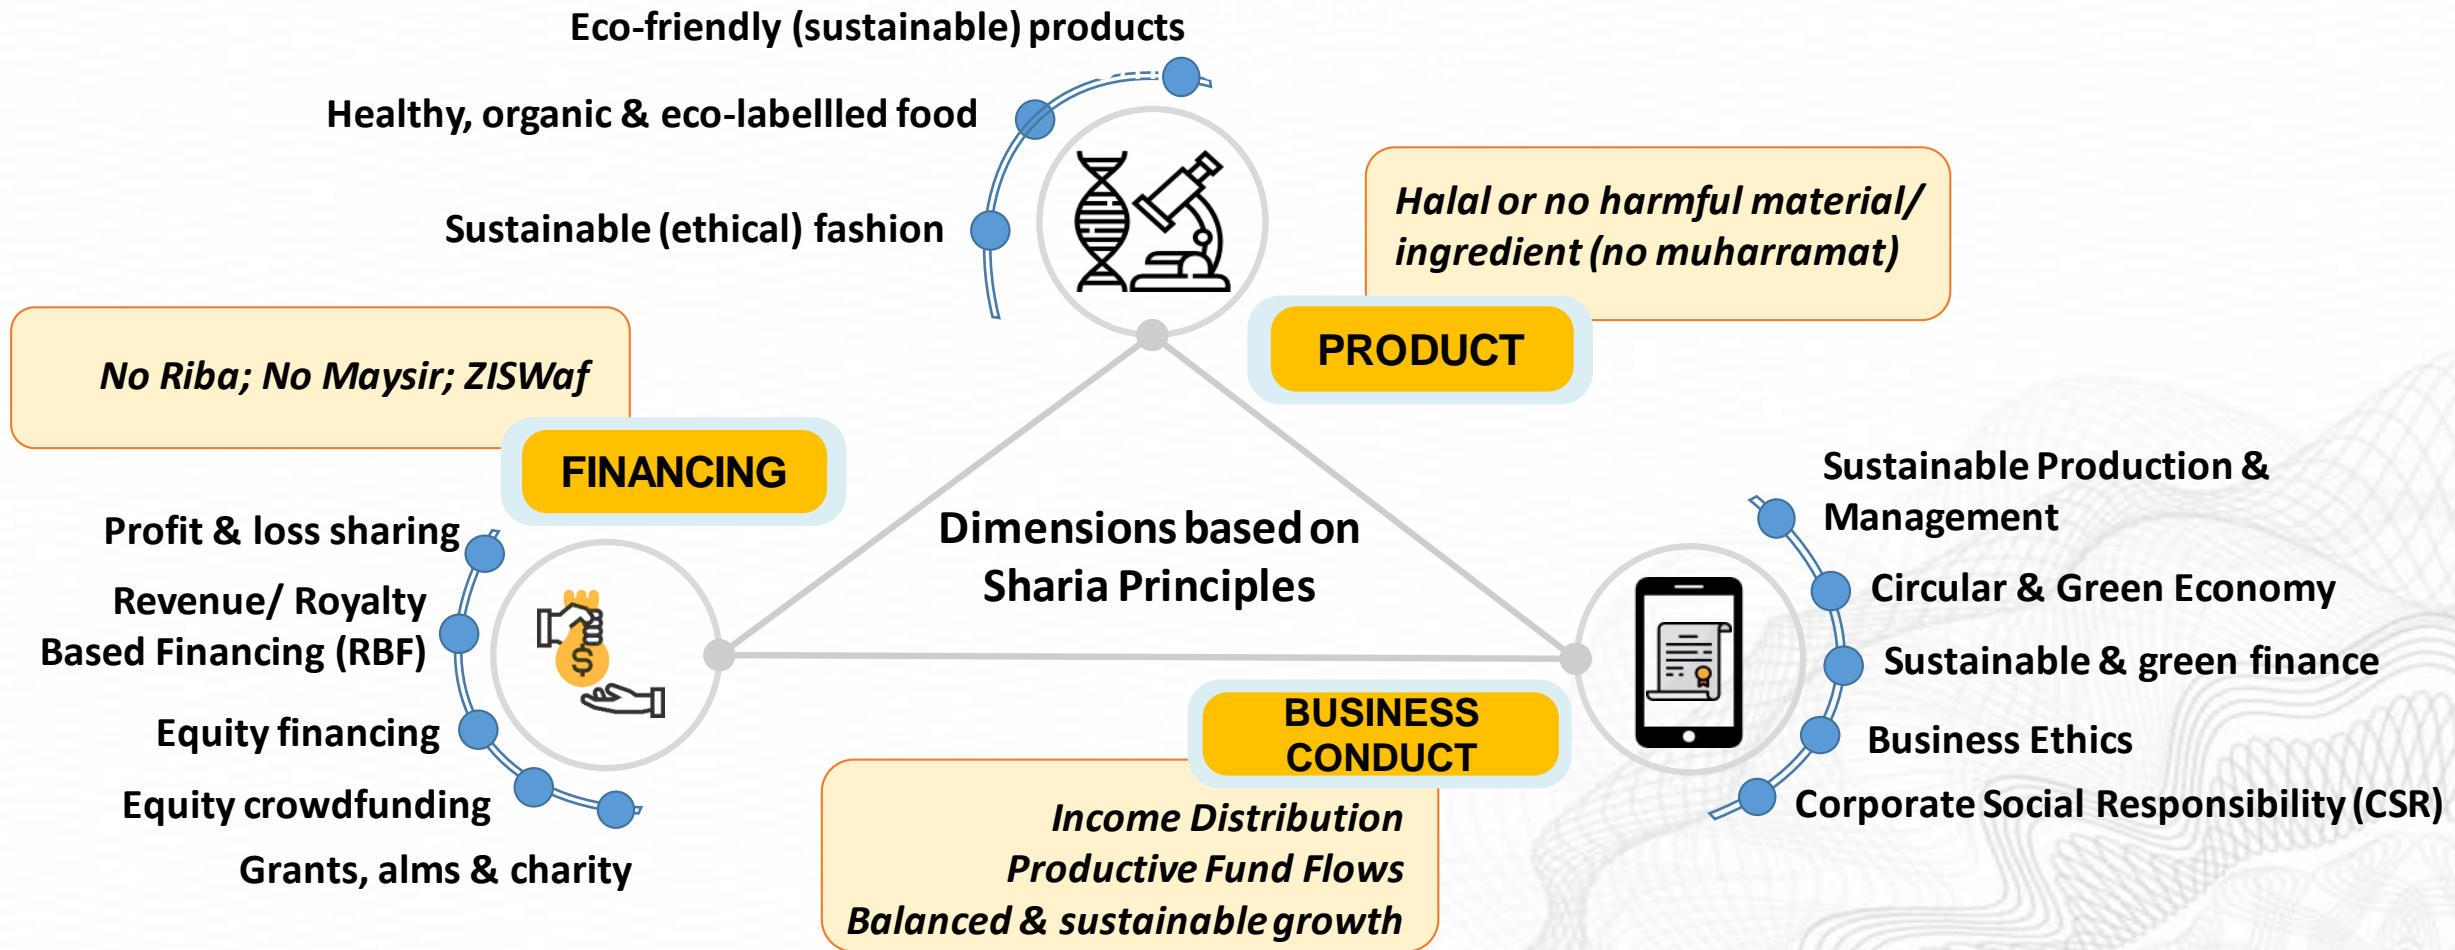 Eco-friendly (sustainable) products
Healthy, organic & eco-labellled food
Sustainable (ethical) fashion
Halal or no harmful material/
ingredient (no muharramat)
PRODUCT
No Riba; No Maysir; ZISWaf
FINANCING
Profit & loss sharing
Revenue/ Royalty
Based Financing (RBF)
Equity financing
Equity crowdfunding
Grants, alms & charity
Dimensions based on
Sharia Principles
$
BUSINESS
CONDUCT
Income Distribution
Productive Fund Flows
Balanced & sustainable growth
Sustainable Production &
Management
Circular & Green Economy
Sustainable & green finance
Business Ethics
Corporate Social Responsibility (CSR)